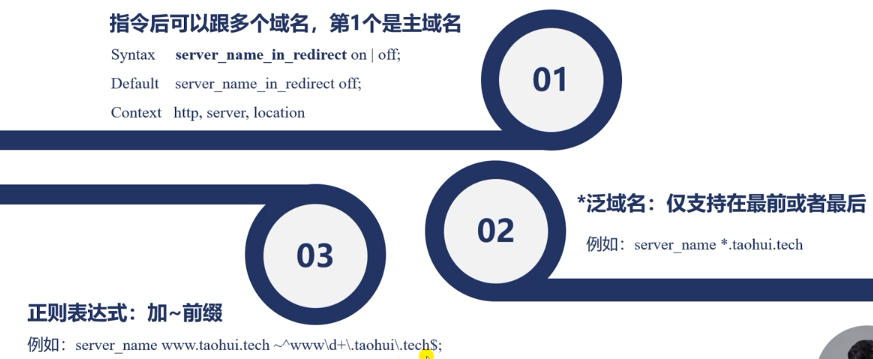 指令后可以跟多个域名，第1个是主域名
Syntax server_name_in_redirect on | off;
Default server_name_in_redirect off;
Context http, server, location
01
02
*泛域名：仅支持在最前或者最后
例如：server_name *.taohui.tech
03
正则表达式：加~前缀
例如：server_name www.taohui.tech ~^www\d+\.taohui\.tech$;